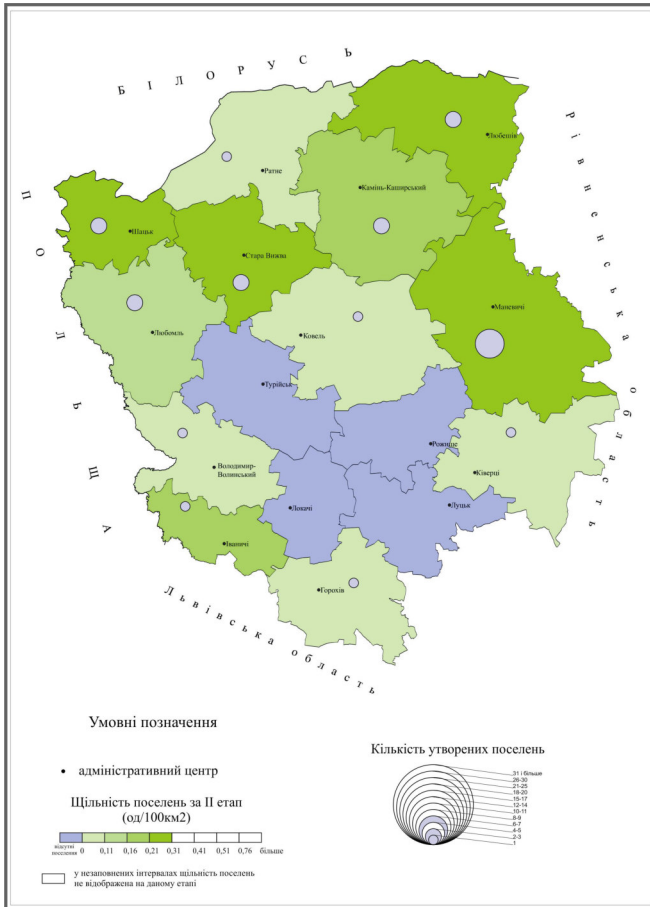 БІЛОРУСЬ
ПОЛЬЩА
Рівненська область
Львівська область
Любешів
Ратне
Камінь-Каширський
Шацьк
Стара Вижва
Маневичі
Любомль
Ковель
Турійськ
Рожище
Володимир-
Волинський
Ківерці
Локачі
Луцьк
Іваничі
Горохів
Умовні позначення
адміністративний центр
Щільність поселень за ІІ етап
(од/100км2)
відсутні
поселення
0 0,11 0,16 0,21 0,31 0,41 0,51 0,76 більше
у незаповнених інтервалах щільність поселень
не відображена на даному етапі
Кількість утворених поселень
31 і більше
26-30
21-25
18-20
15-17
12-14
10-11
8-9
6-7
4-5
2-3
1